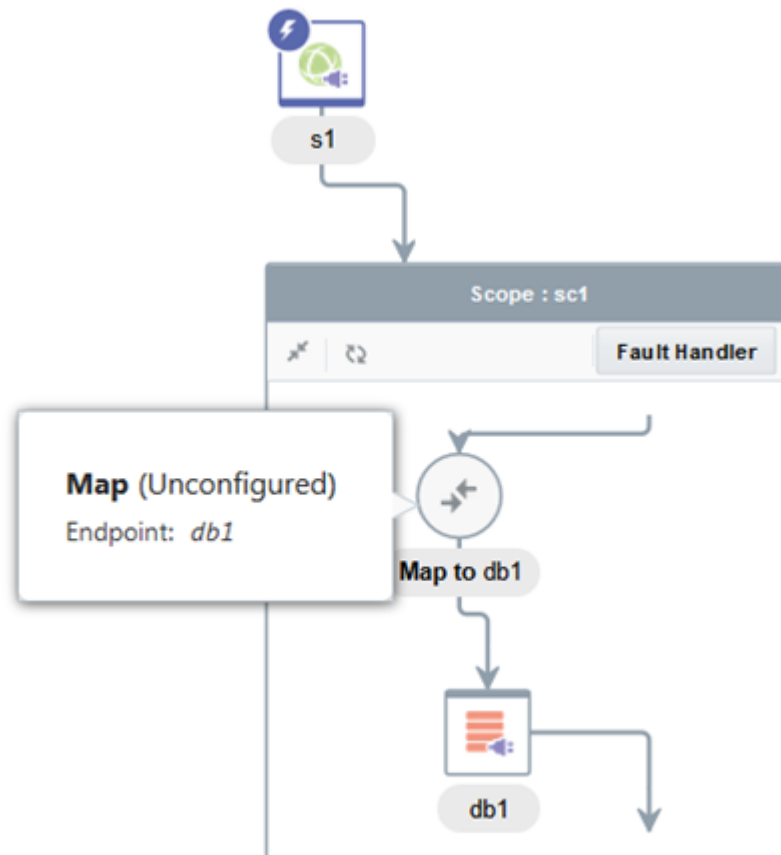 s1
Scope : sc1
Fault Handler
Map (Unconfigured)
Endpoint: db1
Map to db1
db1